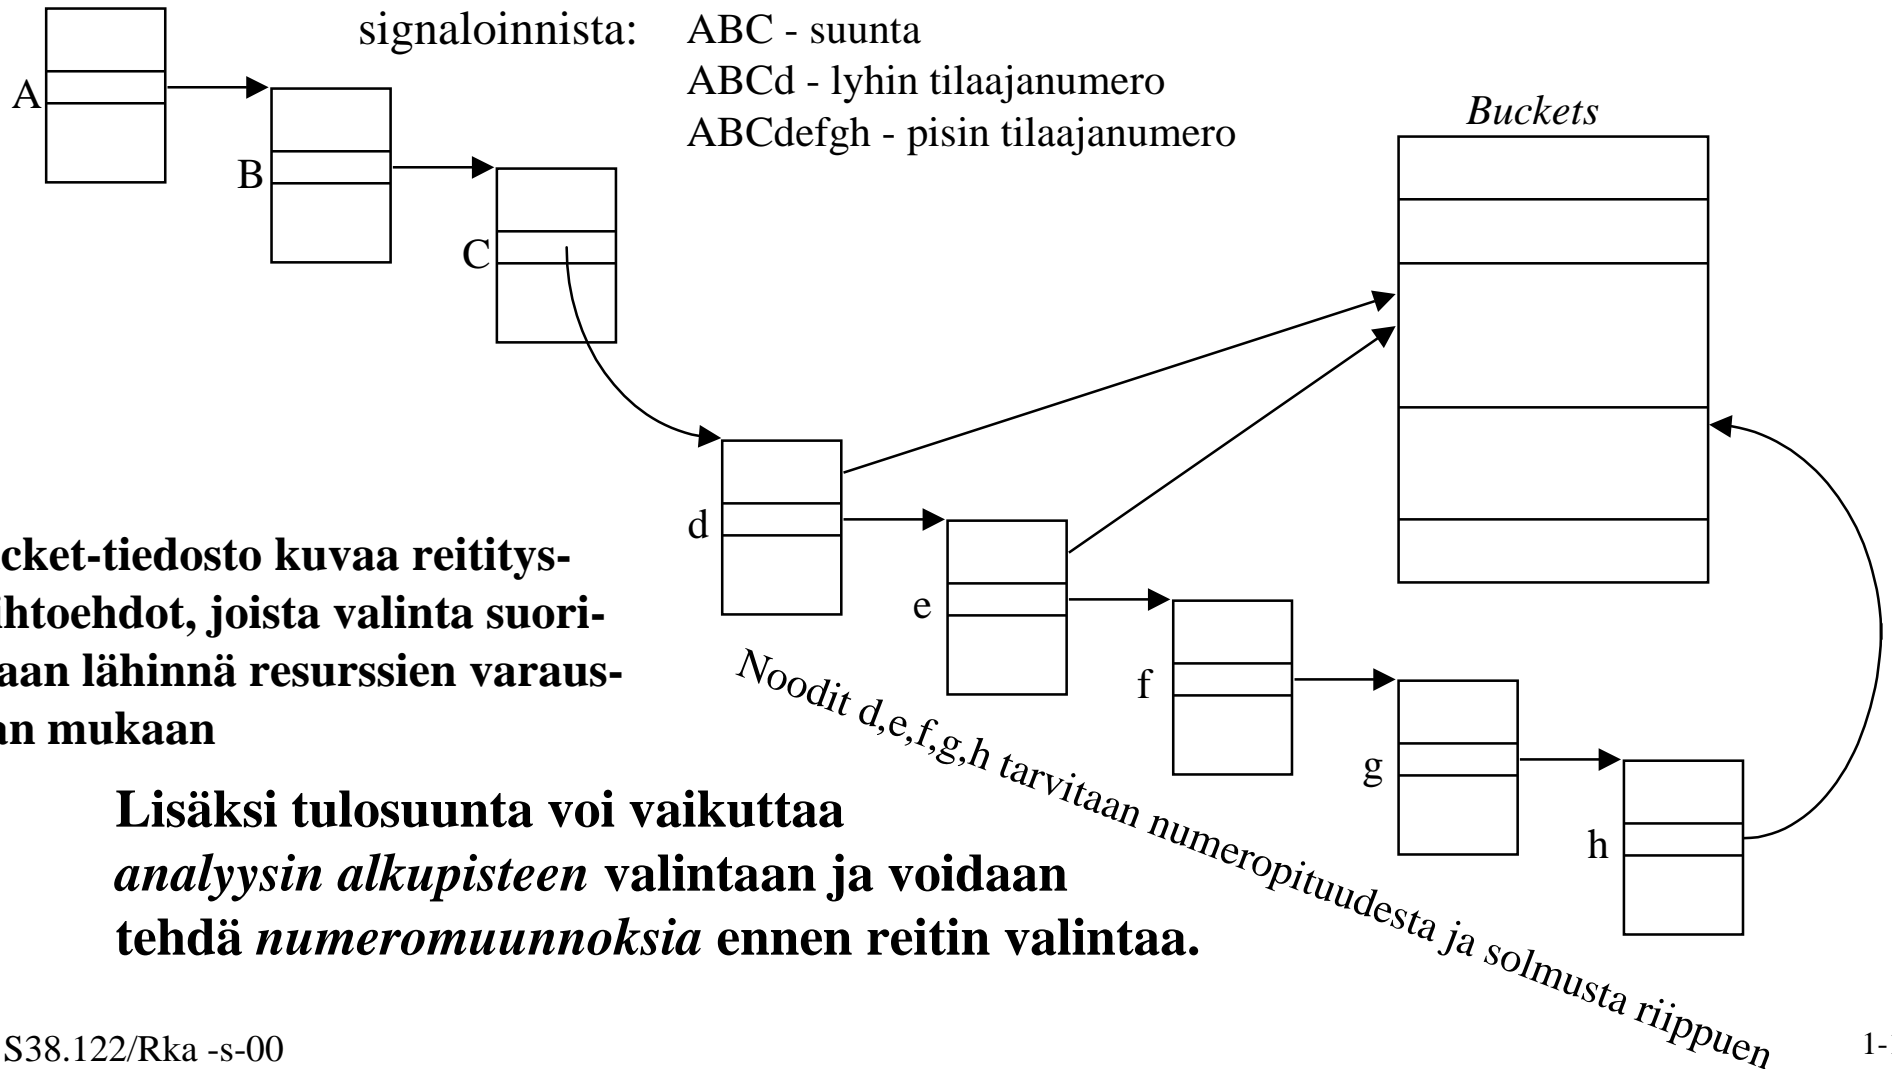 signaloinnista:
ABC - suunta
ABCd - lyhin tilaajanumero
ABCdefgh - pisin tilaajanumero
Buckets
A
B
C
d
e
f
g
h
cket-tiedosto kuvaa reititys-
ihtoehdot, joista valinta suori-
aan lähinnä resurssien varaus-
an mukaan
Noodit d,e,f,g,h tarvitaan numeropituudesta ja solmusta riippuen
Lisäksi tulosuunta voi vaikuttaa
analyysin alkupisteen valintaan ja voidaan
tehdä numeromuunnoksia ennen reitin valintaa.
S38.122/Rka -s-00
1-